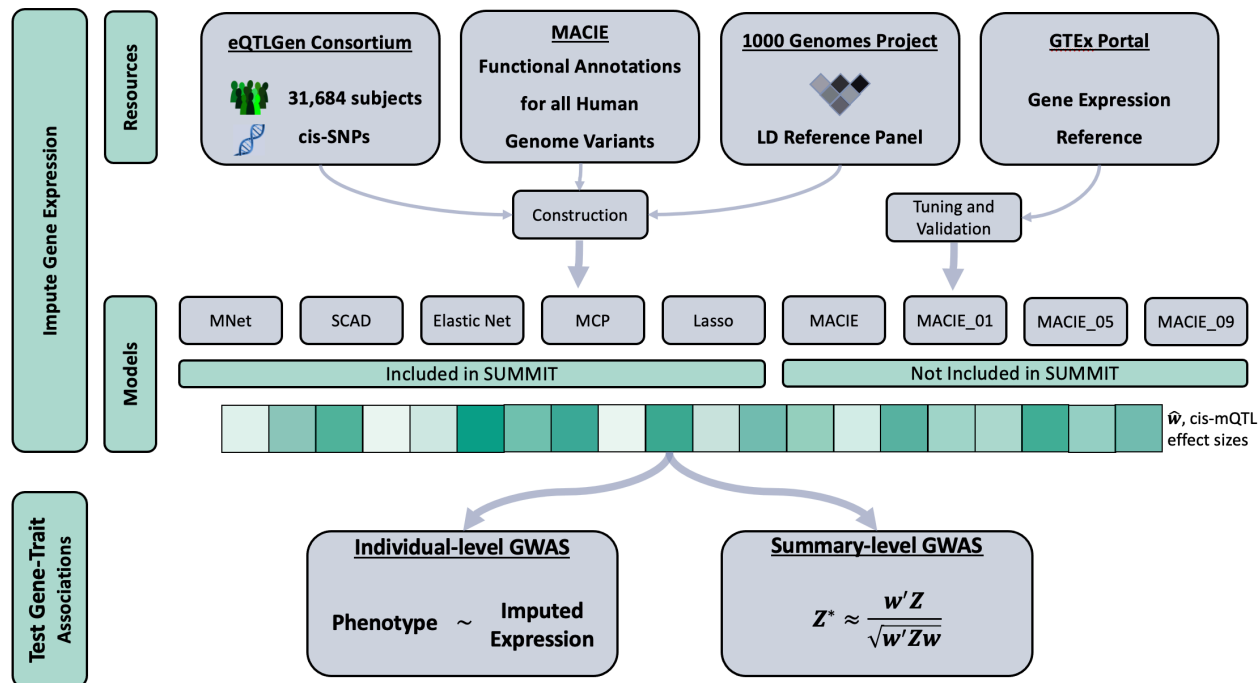 Impute Gene Expression
Resources
eQTLGen Consortium
31,684 subjects
cis-SNPs
MACIE
Functional Annotations
for all Human
Genome Variants
1000 Genomes Project
LD Reference Panel
GTEx Portal
Gene Expression
Reference
Construction
Tuning and
Validation
Models
MNet
SCAD
Elastic Net
MCP
Lasso
MACIE
MACIE_01
MACIE_05
MACIE_09
Included in SUMMIT
Not Included in SUMMIT
ŵ, cis-mQTL
effect sizes
Test Gene-Trait
Associations
Individual-level GWAS
Phenotype ~ Imputed
Expression
Summary-level GWAS
Z* ≈ w′Z / √w′Zw